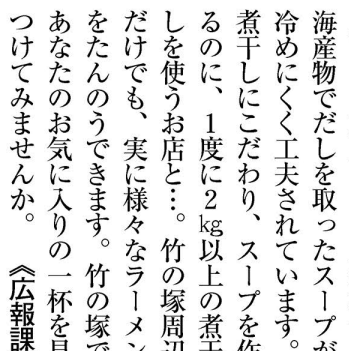 海産物でだしを取ったスープが
冷めにくく工夫されています。
煮干しにこだわり、スープを作
るのに、1度に2kg以上の煮干
しを使うお店と…。竹の塚周辺
だけでも、実に様々なラーメン
をたんのうできます。竹の塚で
あなたのお気に入りの一杯を見
つけてみませんか。 《広報課